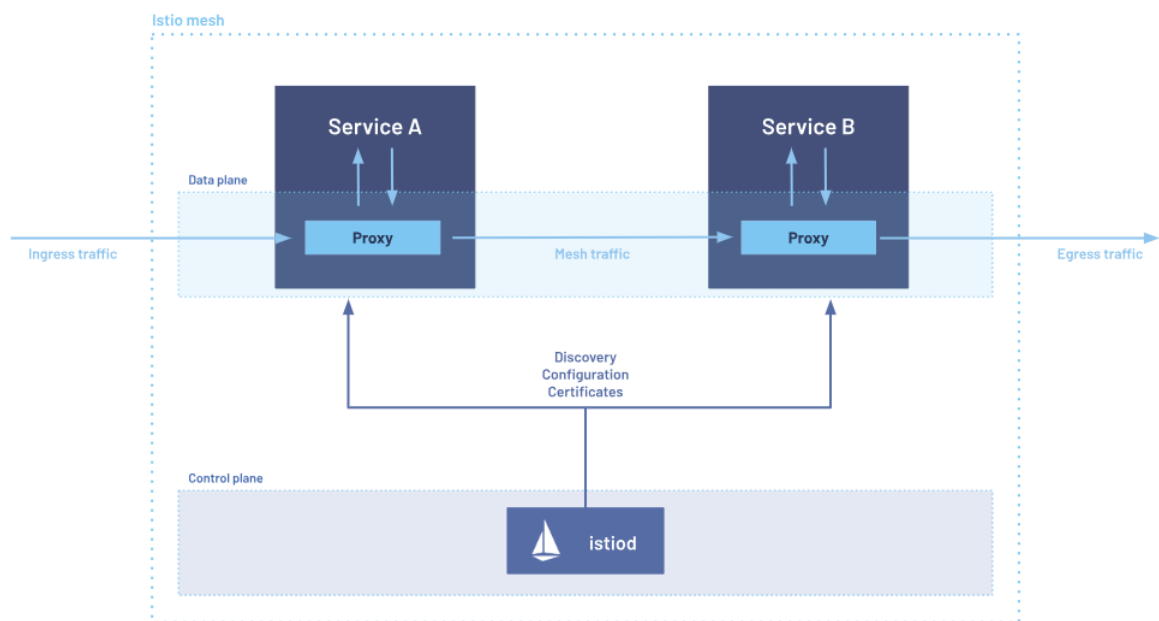 Istio mesh
Service A
Service B
Data plane
Proxy
Proxy
Ingress traffic
Mesh traffic
Egress traffic
Discovery
Configuration
Certificates
Control plane
istiod